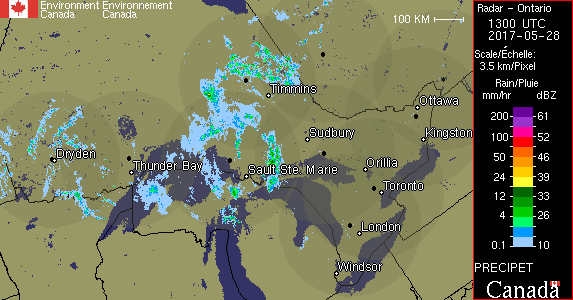 Environment Environnement
Canada Canada
100 KM
Timmins
Ottawa
Sudbury
Kingston
Dryden
Thunder Bay
Sault Ste. Marie
Orillia
Toronto
London
Windsor
Radar - Ontario
1300 UTC
2017-05-28
Scale/Échelle:
3.5 km/Pixel
Rain/Pluie
mm/hr dBZ
200 61
100 52
50 46
24 39
12 34
4 26
0.1 10
PRECIPET
Canada